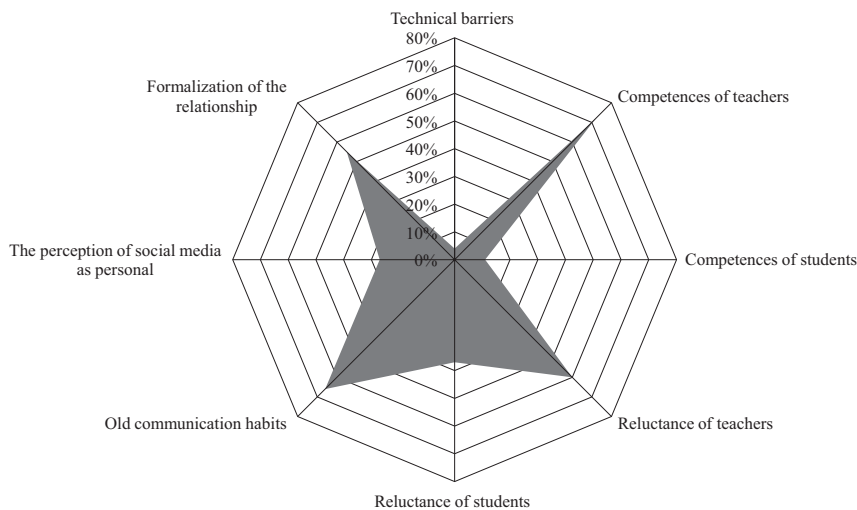 Technical barriers
80%
70%
60%
50%
40%
30%
20%
10%
0%
Competences of teachers
Competences of students
Reluctance of teachers
Reluctance of students
Old communication habits
The perception of social media
as personal
Formalization of the
relationship